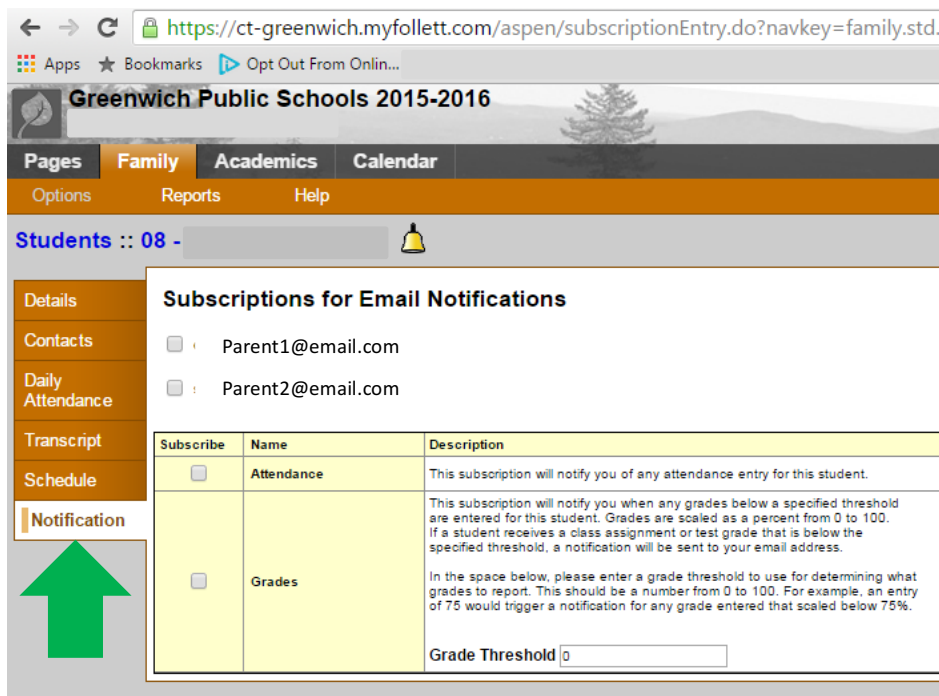 https://ct-greenwich.myfollett.com/aspen/subscriptionEntry.do?navkey=family.std.
Apps Bookmarks Opt Out From Onlin...
Greenwich Public Schools 2015-2016
Pages Family Academics Calendar
Options Reports Help
Students :: 08 -
Details
Contacts
Daily
Attendance
Transcript
Schedule
Notification
Subscriptions for Email Notifications
Parent1@email.com
Parent2@email.com
Subscribe Name Description
Attendance This subscription will notify you of any attendance entry for this student.
Grades
This subscription will notify you when any grades below a specified threshold
are entered for this student. Grades are scaled as a percent from 0 to 100.
If a student receives a class assignment or test grade that is below the
specified threshold, a notification will be sent to your email address.
In the space below, please enter a grade threshold to use for determining what
grades to report. This should be a number from 0 to 100. For example, an entry
of 75 would trigger a notification for any grade entered that scaled below 75%.
Grade Threshold 0